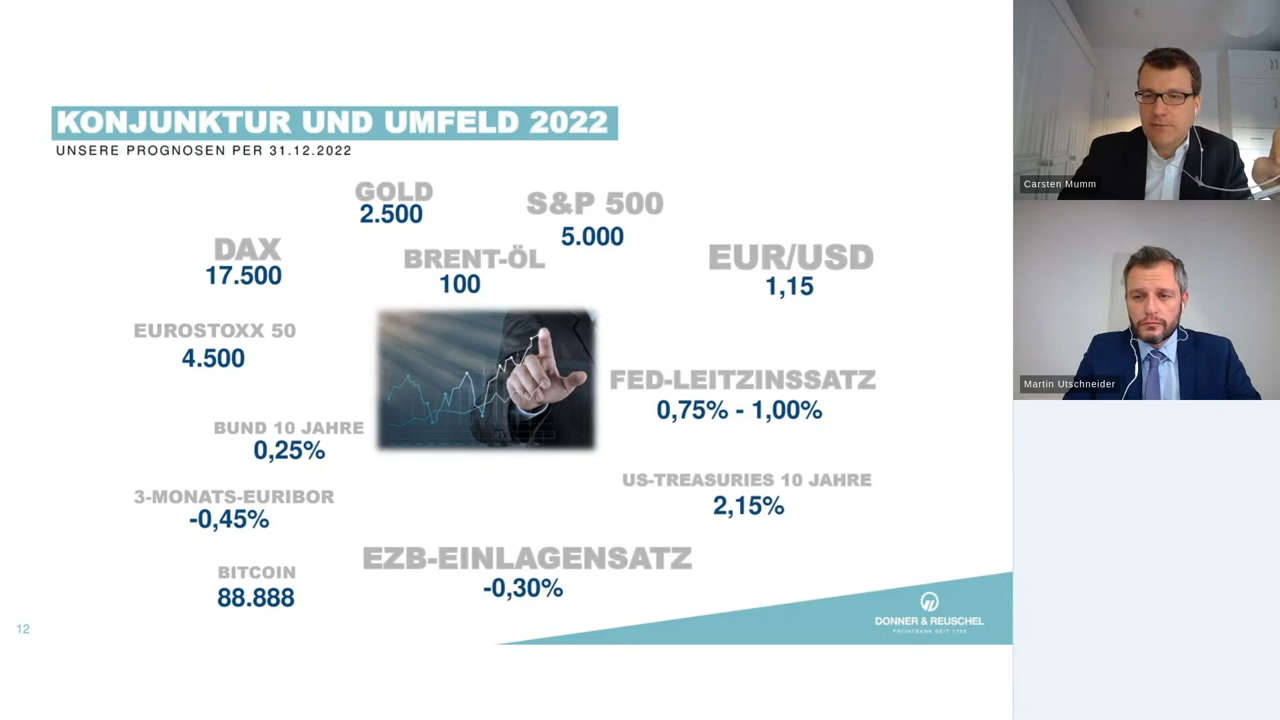 KONJUNKTUR UND UMFELD 2022
UNSERE PROGNOSEN PER 31.12.2022
GOLD
2.500
S&P 500
5.000
DAX
17.500
BRENT-ÖL
100
EUR/USD
1,15
EUROSTOXX 50
4.500
FED-LEITZINSSATZ
0,75% - 1,00%
BUND 10 JAHRE
0,25%
US-TREASURIES 10 JAHRE
2,15%
3-MONATS-EURIBOR
-0,45%
EZB-EINLAGENSATZ
-0,30%
BITCOIN
88.888
12
DONNER & REUSCHEL
PRIVATBANK SEIT 1798
Carsten Mumm
Martin Utschneider